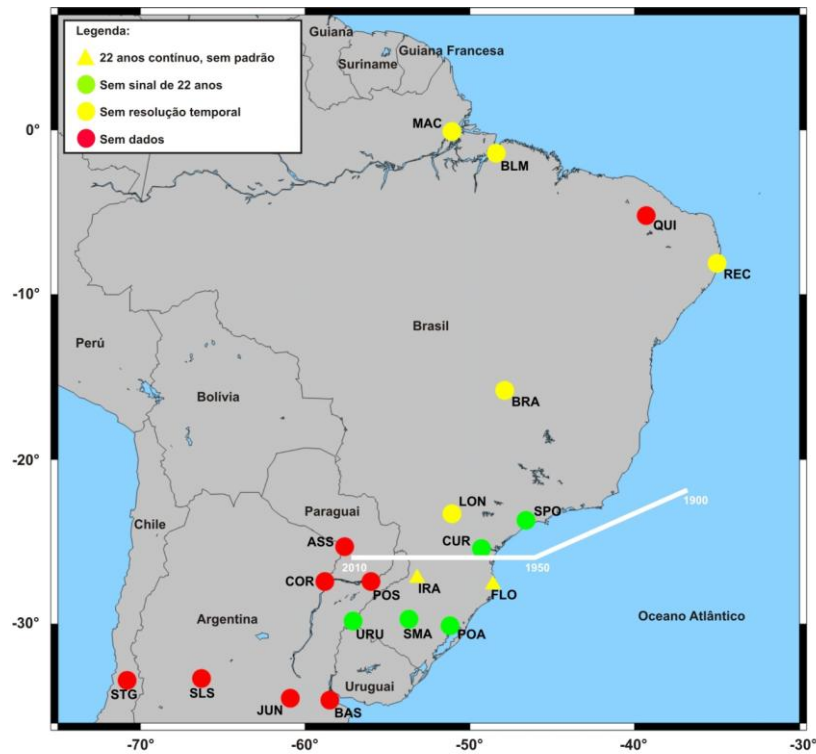 Legenda:
22 anos contínuo, sem padrão
Sem sinal de 22 anos
Sem resolução temporal
Sem dados
Guiana
Suriname
Guiana Francesa
0°
MAC
BLM
QUI
REC
-10°
Brasil
Perú
Bolívia
BRA
-20°
Paraguai
LON
SPO
1900
Chile
ASS
CUR
2010
1950
COR
POS
IRA
FLO
-30°
Argentina
URU
SMA
POA
Oceano Atlântico
Uruguai
STG
SLS
JUN
BAS
-70°
-60°
-50°
-40°
-30°